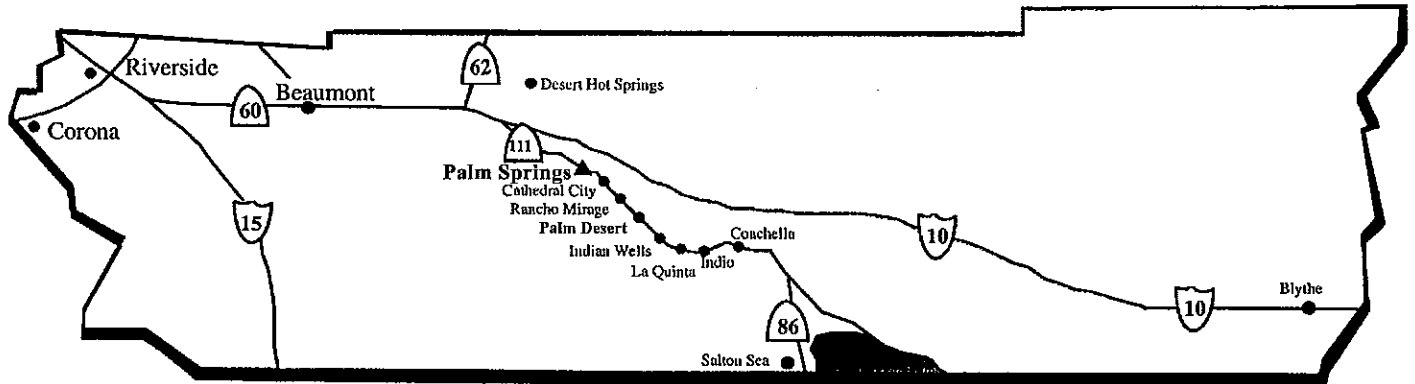 62
Riverside
Desert Hot Springs
Beaumont
60
Corona
111
Palm Springs
Cathedral City
Rancho Mirage
Palm Desert
15
Coachella
10
Indian Wells
Indio
La Quinta
Blythe
10
86
Salton Sea